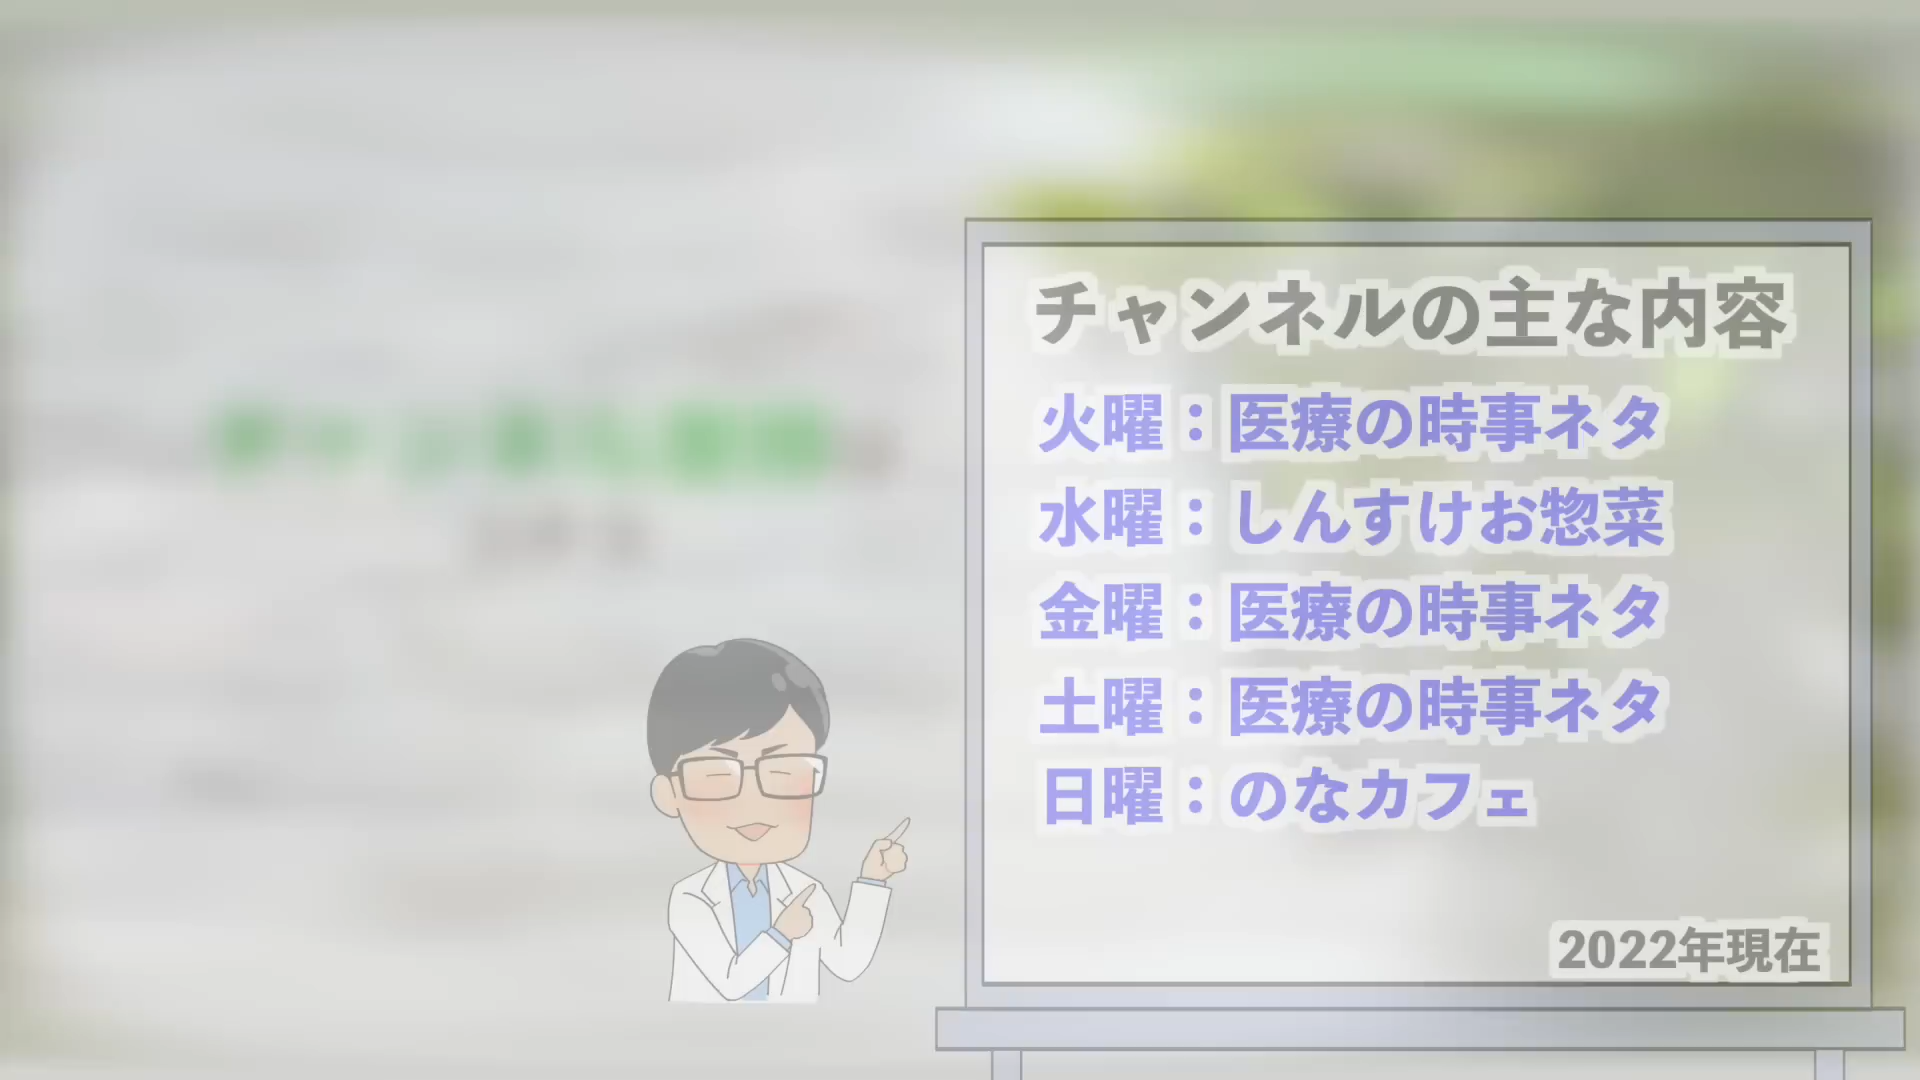 チャンネルの主な内容
火曜：医療の時事ネタ
水曜：しんすけお惣菜
金曜：医療の時事ネタ
土曜：医療の時事ネタ
日曜：のなカフェ
2022年現在